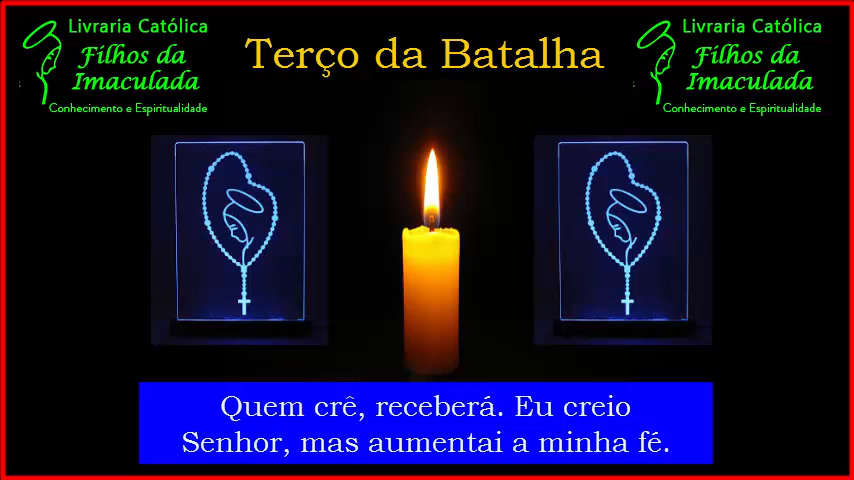 Livraria Católica
Filhos da
Imaculada
Conhecimento e Espiritualidade
Terço da Batalha
Livraria Católica
Filhos da
Imaculada
Conhecimento e Espiritualidade
Quem crê, receberá. Eu creio
Senhor, mas aumentai a minha fé.